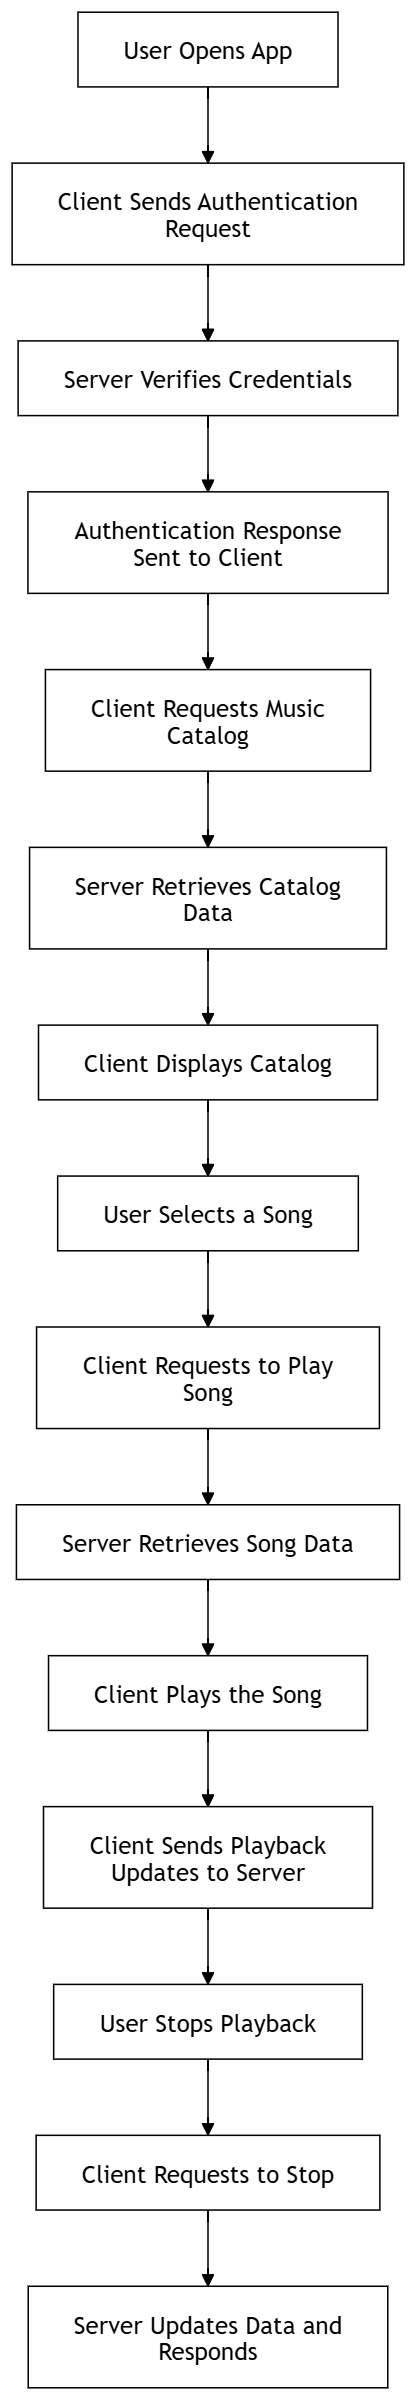 User Opens App
Client Sends Authentication
Request
Server Verifies Credentials
Authentication Response
Sent to Client
Client Requests Music
Catalog
Server Retrieves Catalog
Data
Client Displays Catalog
User Selects a Song
Client Requests to Play
Song
Server Retrieves Song Data
Client Plays the Song
Client Sends Playback
Updates to Server
User Stops Playback
Client Requests to Stop
Server Updates Data and
Responds